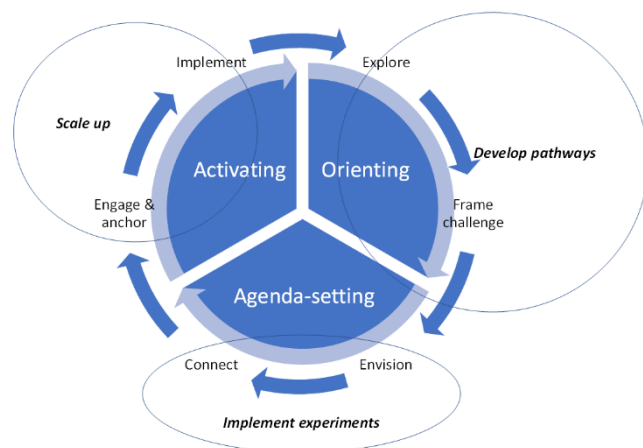 Implement
Explore
Scale up
Develop pathways
Activating
Orienting
Engage &
anchor
Frame
challenge
Agenda-setting
Connect
Envision
Implement experiments